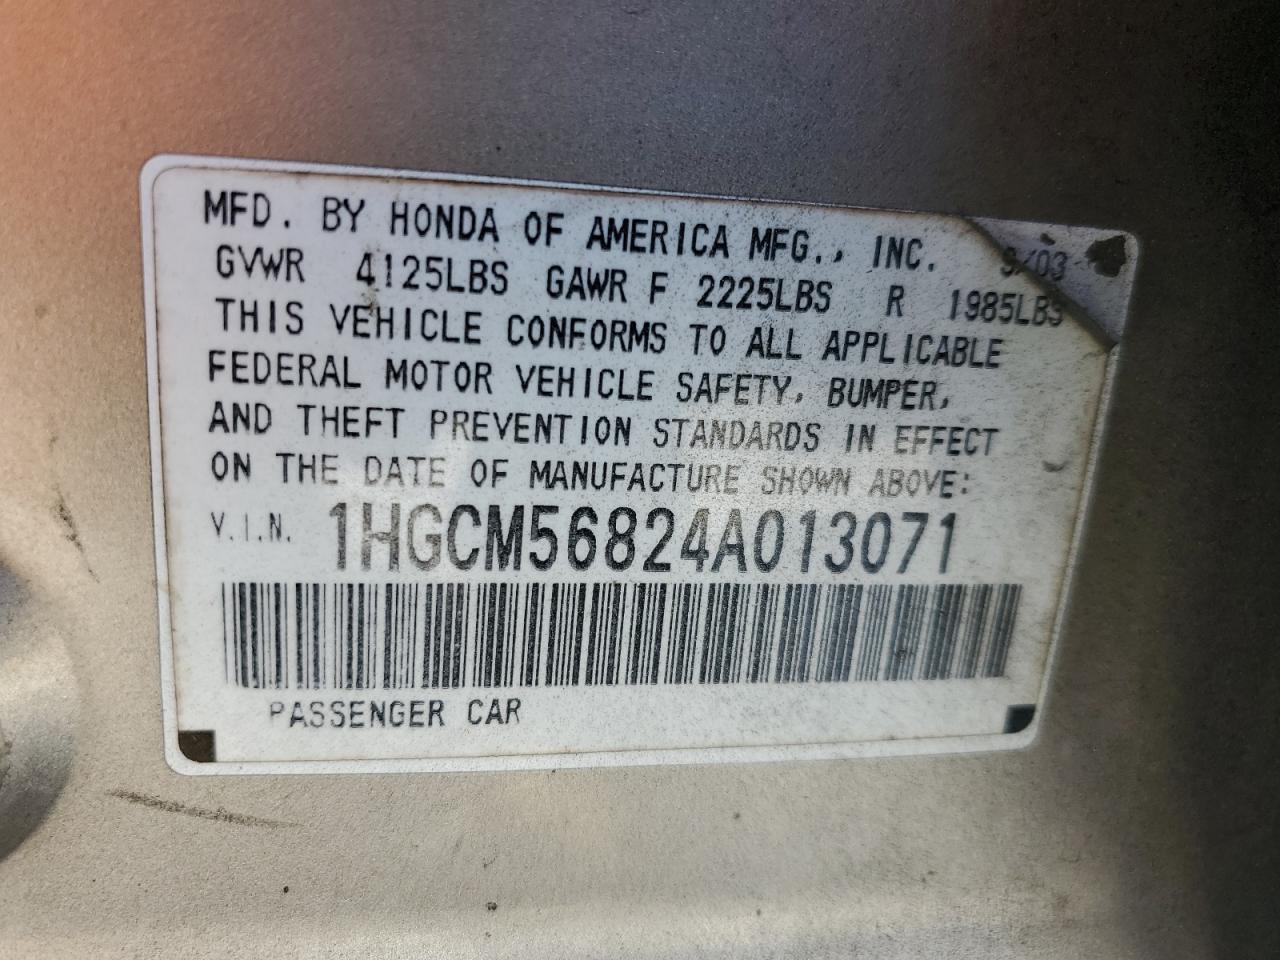 MFD. BY HONDA OF AMERICA MFG., INC. 9/03
GVWR 4125LBS GAWR F 2225LBS R 1985LBS
THIS VEHICLE CONFORMS TO ALL APPLICABLE
FEDERAL MOTOR VEHICLE SAFETY, BUMPER,
AND THEFT PREVENTION STANDARDS IN EFFECT
ON THE DATE OF MANUFACTURE SHOWN ABOVE:
V.I.N. 1HGCM56824A013071
PASSENGER CAR